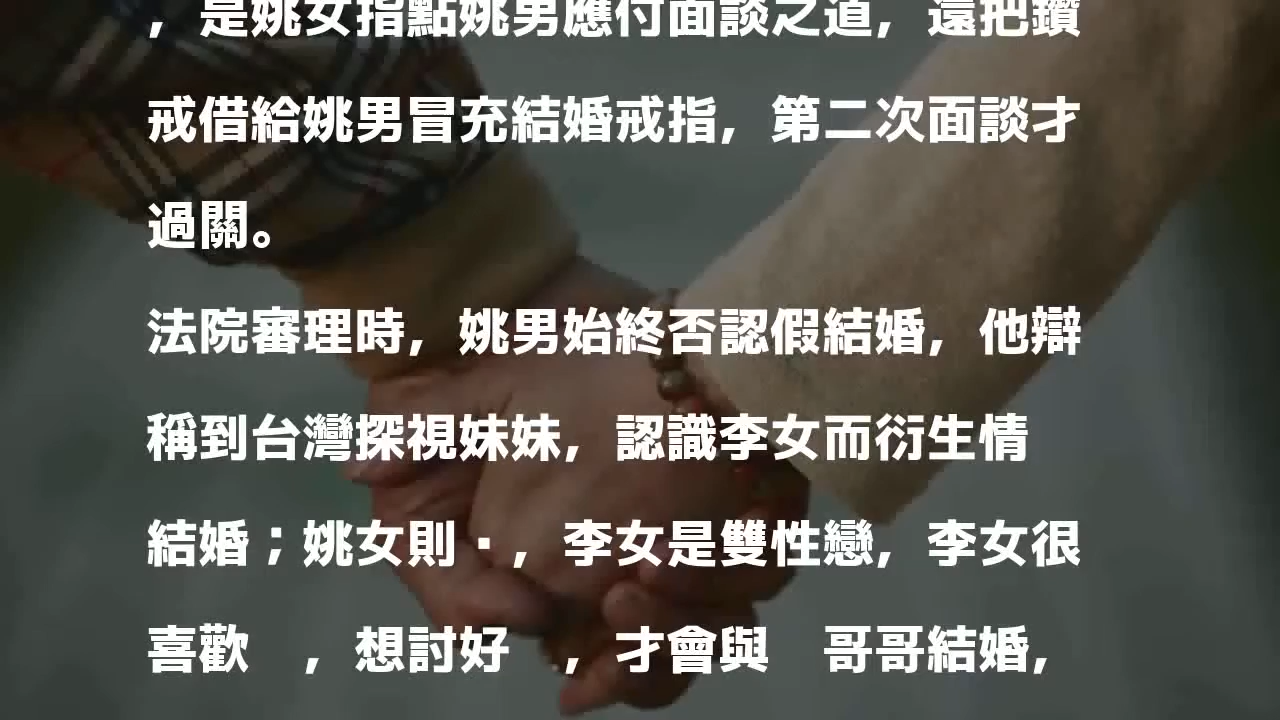 ，是姚女指點姚男應付面談之道，還把鑽
戒借給姚男冒充結婚戒指，第二次面談才
過關。
法院審理時，姚男始終否認假結婚，他辯
稱到台灣探視妹妹，認識李女而衍生情
結婚；姚女則·，李女是雙性戀，李女很
喜歡　，想討好　，才會與　哥哥結婚，